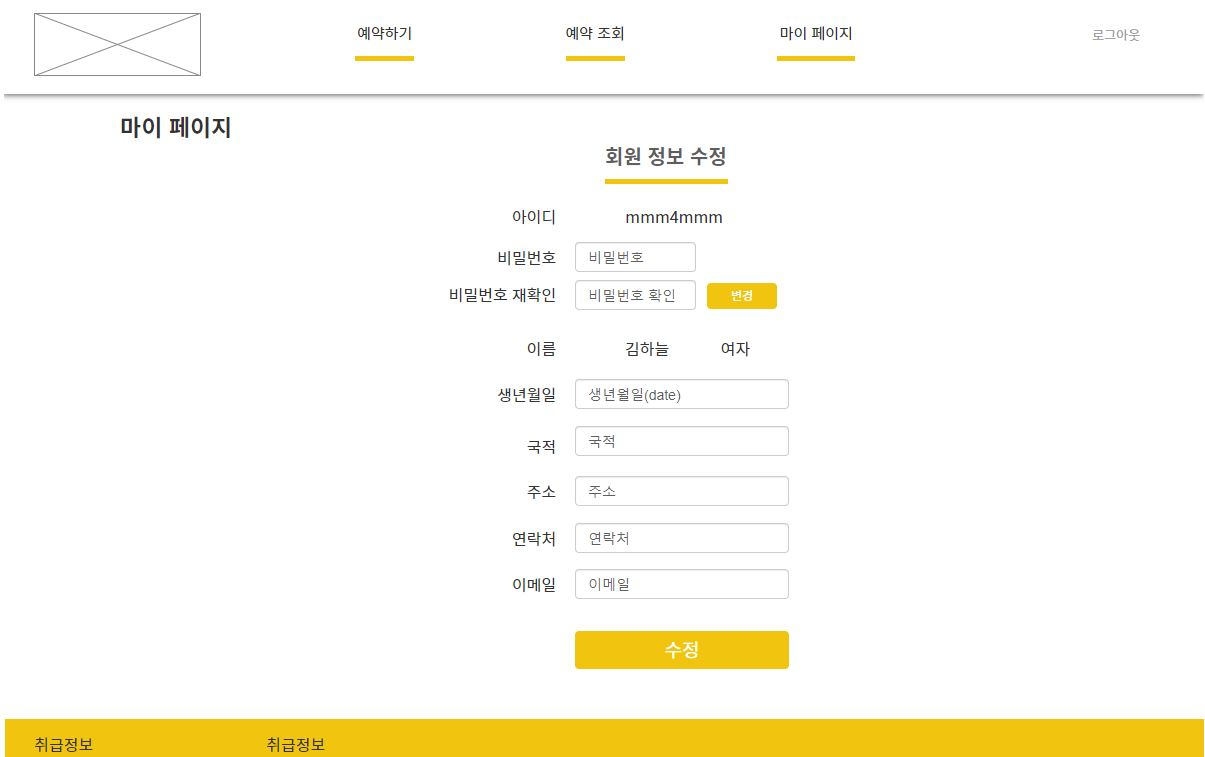 예약하기 예약 조회 마이 페이지 로그아웃
마이 페이지
회원 정보 수정
아이디 mmm4mmm
비밀번호 비밀번호
비밀번호 재확인 비밀번호 확인 변경
이름 김하늘 여자
생년월일 생년월일(date)
국적 국적
주소 주소
연락처 연락처
이메일 이메일
수정
취급정보 취급정보